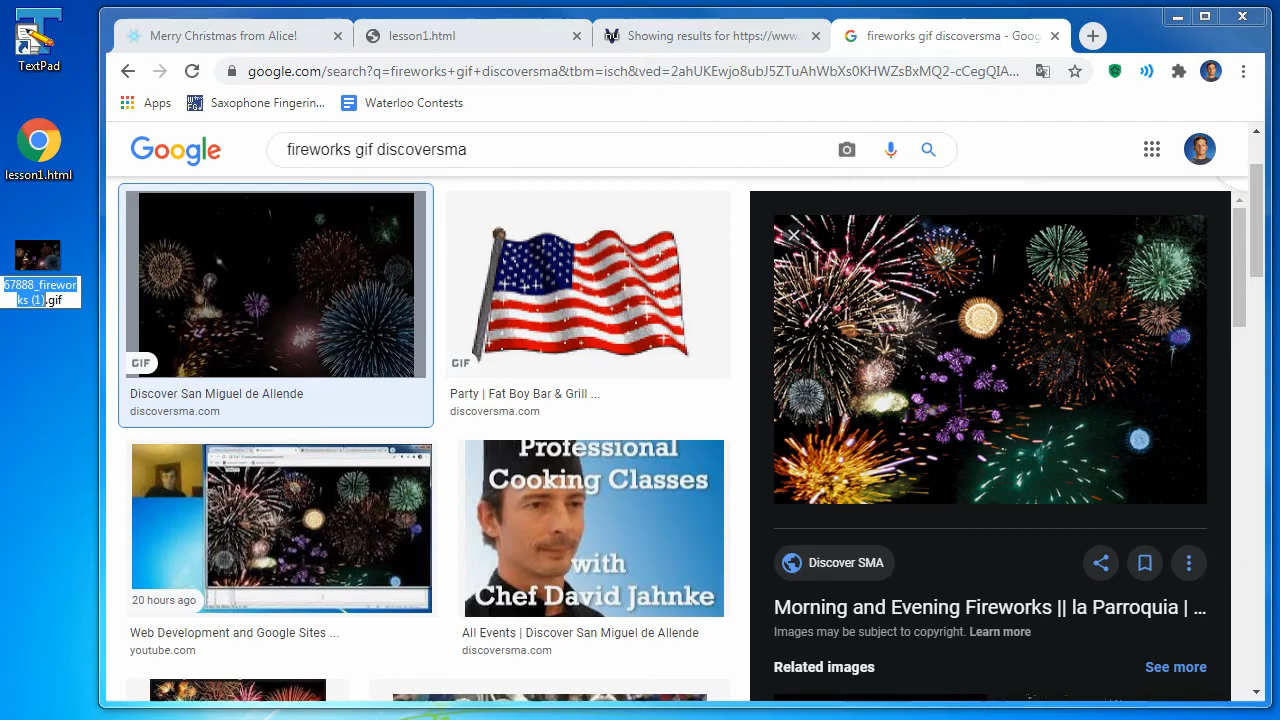 TextPad
lesson1.html
67888_firewor
ks (1).gif
Merry Christmas from Alice!
lesson1.html
Showing results for https://www.
fireworks gif discoversma - Goog
google.com/search?q=fireworks+gif+discoversma&tbm=isch&ved=2ahUKEwjo8ubJ5ZTuAhWbXc0KHWZsBxMQ2-cCegQIA...
Apps
Saxophone Fingerin...
Waterloo Contests
Google
fireworks gif discoversma
GIF
Discover San Miguel de Allende
discoversma.com
GIF
Party | Fat Boy Bar & Grill ...
discoversma.com
20 hours ago
Web Development and Google Sites ...
youtube.com
Professional
Cooking Classes
with
Chef David Jahnke
All Events | Discover San Miguel de Allende
discoversma.com
Discover SMA
Morning and Evening Fireworks || la Parroquia | ...
Images may be subject to copyright. Learn more
Related images
See more